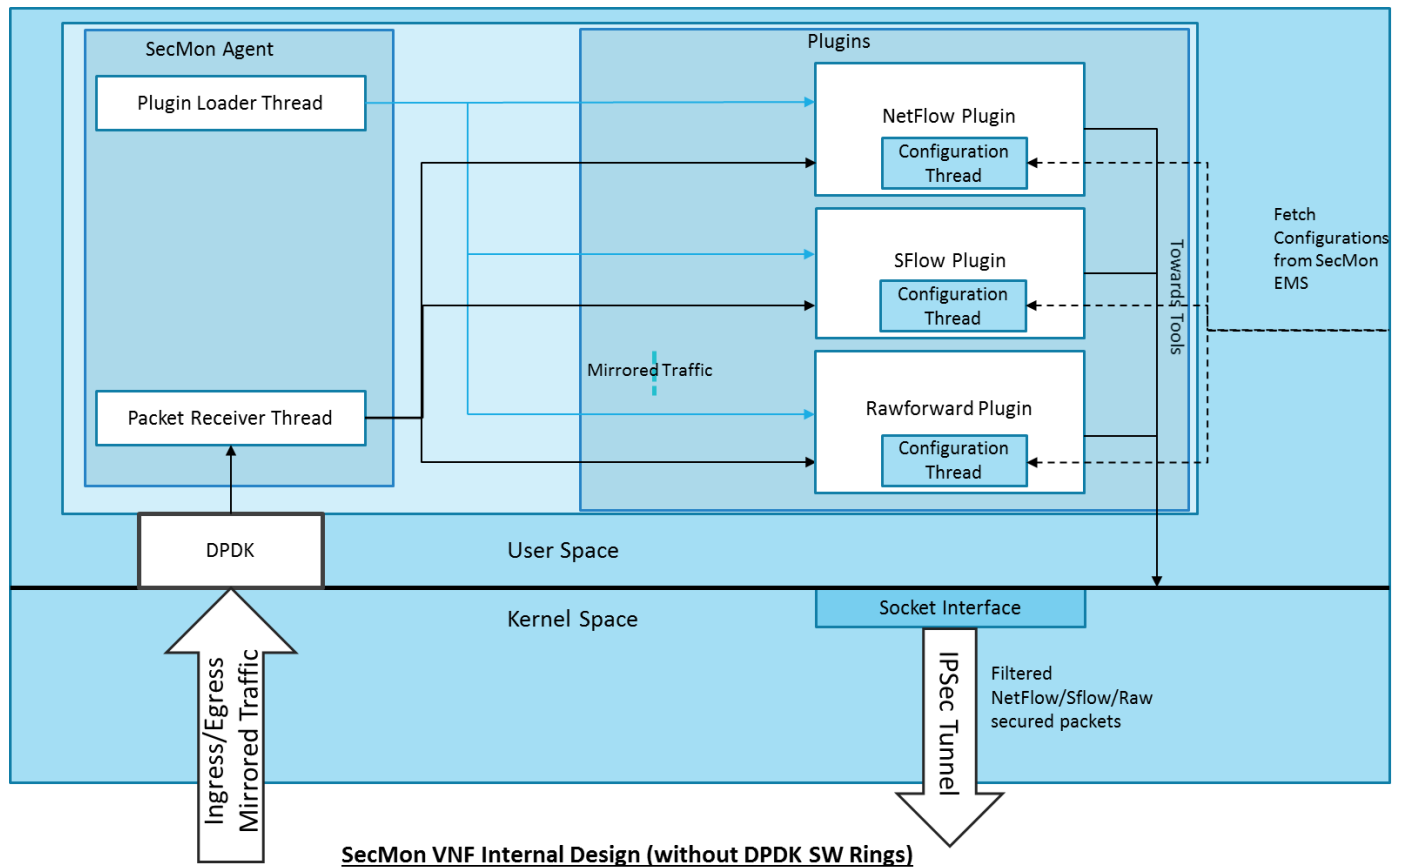 SecMon Agent
Plugins
Plugin Loader Thread
NetFlow Plugin
Configuration
Thread
Fetch
Configurations
from SecMon
EMS
Towards Tools
SFlow Plugin
Configuration
Thread
Mirrored Traffic
Packet Receiver Thread
Rawforward Plugin
Configuration
Thread
DPDK
User Space
Kernel Space
Socket Interface
Ingress/Egress
Mirrored Traffic
IPSec Tunnel
Filtered
NetFlow/Sflow/Raw
secured packets
SecMon VNF Internal Design (without DPDK SW Rings)